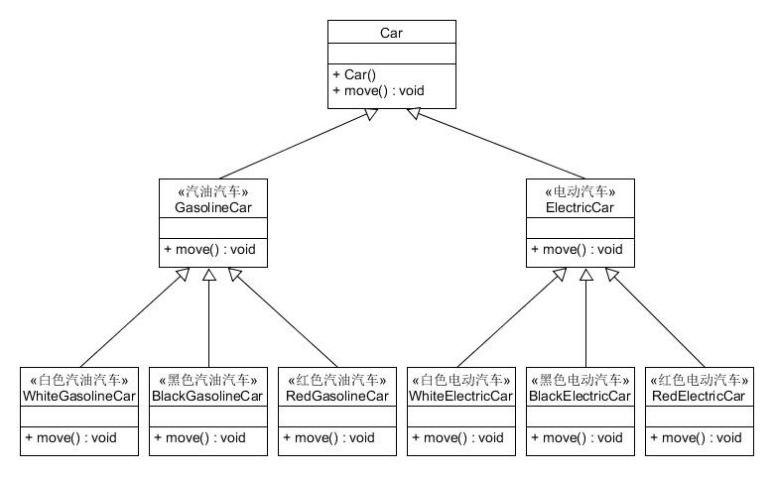 Car
+ Car()
+ move() : void
«汽油汽车»
GasolineCar
+ move() : void
«电动汽车»
ElectricCar
+ move() : void
«白色汽油汽车»
WhiteGasolineCar
+ move() : void
«黑色汽油汽车»
BlackGasolineCar
+ move() : void
«红色汽油汽车»
RedGasolineCar
+ move() : void
«白色电动汽车»
WhiteElectricCar
+ move() : void
«黑色电动汽车»
BlackElectricCar
+ move() : void
«红色电动汽车»
RedElectricCar
+ move() : void